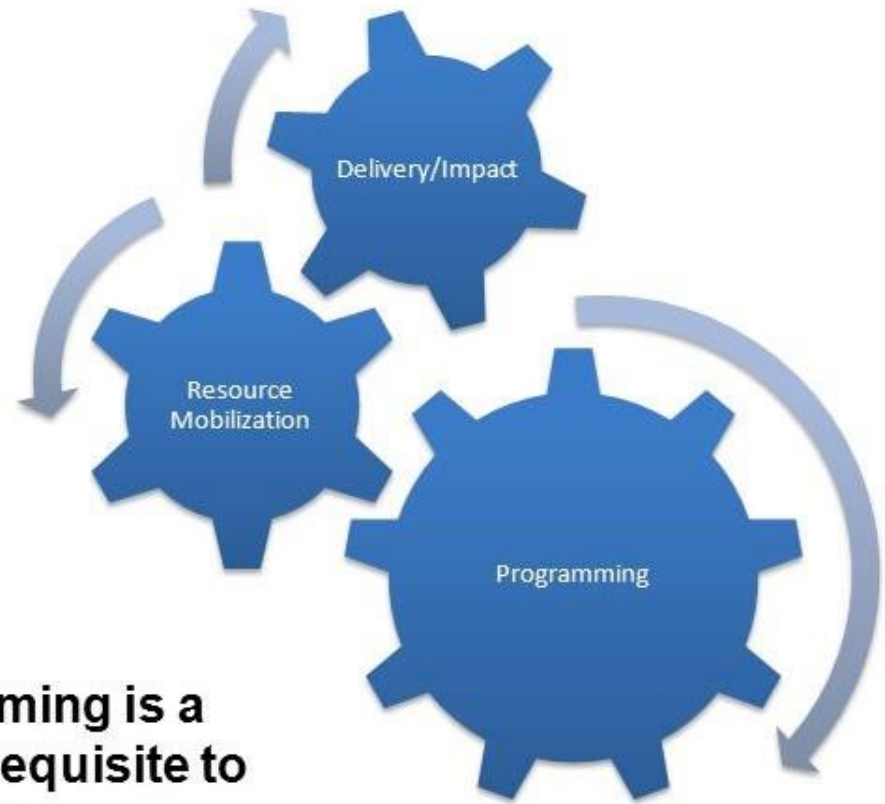 Delivery/Impact
Resource
Mobilization
Programming
ming is a
equisite to